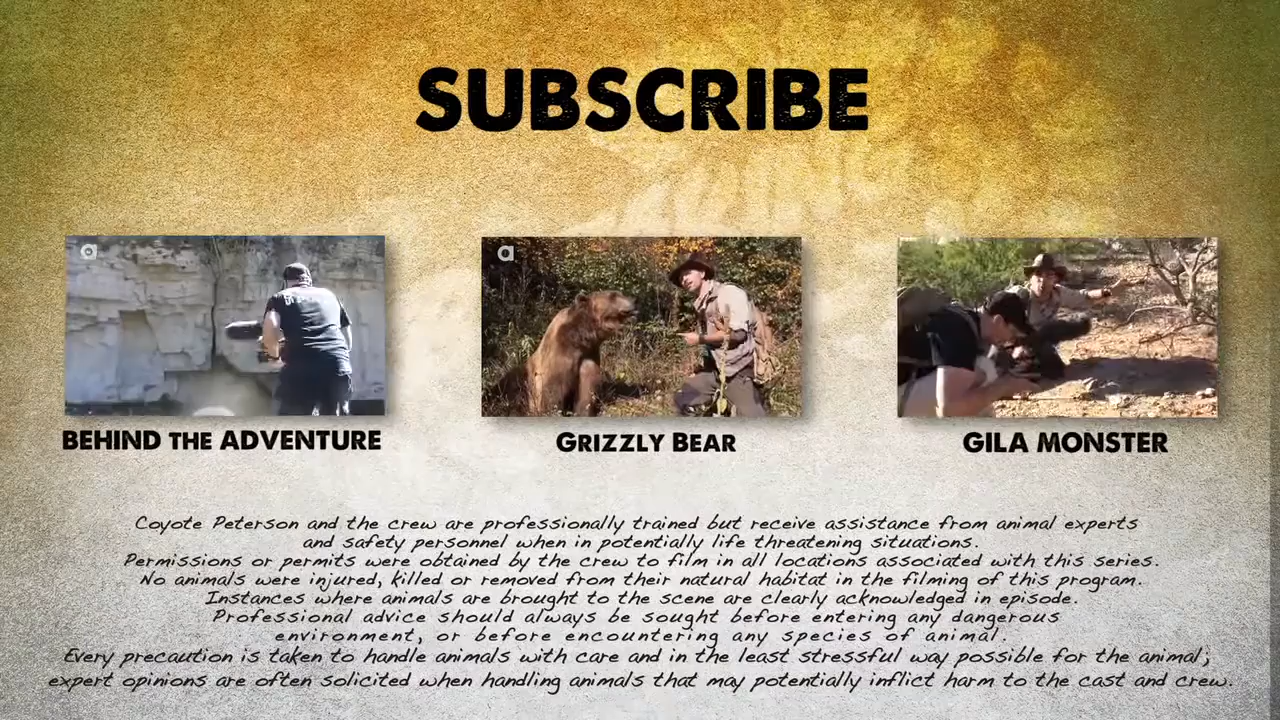 SUBSCRIBE
BEHIND THE ADVENTURE
GRIZZLY BEAR
GILA MONSTER
Coyote Peterson and the crew are professionally trained but receive assistance from animal experts
and safety personnel when in potentially life threatening situations.
Permissions or permits were obtained by the crew to film in all locations associated with this series.
No animals were injured, killed or removed from their natural habitat in the filming of this program.
Instances where animals are brought to the scene are clearly acknowledged in episode.
Professional advice should always be sought before entering any dangerous
environment, or before encountering any species of animal.
Every precaution is taken to handle animals with care and in the least stressful way possible for the animal;
expert opinions are often solicited when handling animals that may potentially inflict harm to the cast and crew.